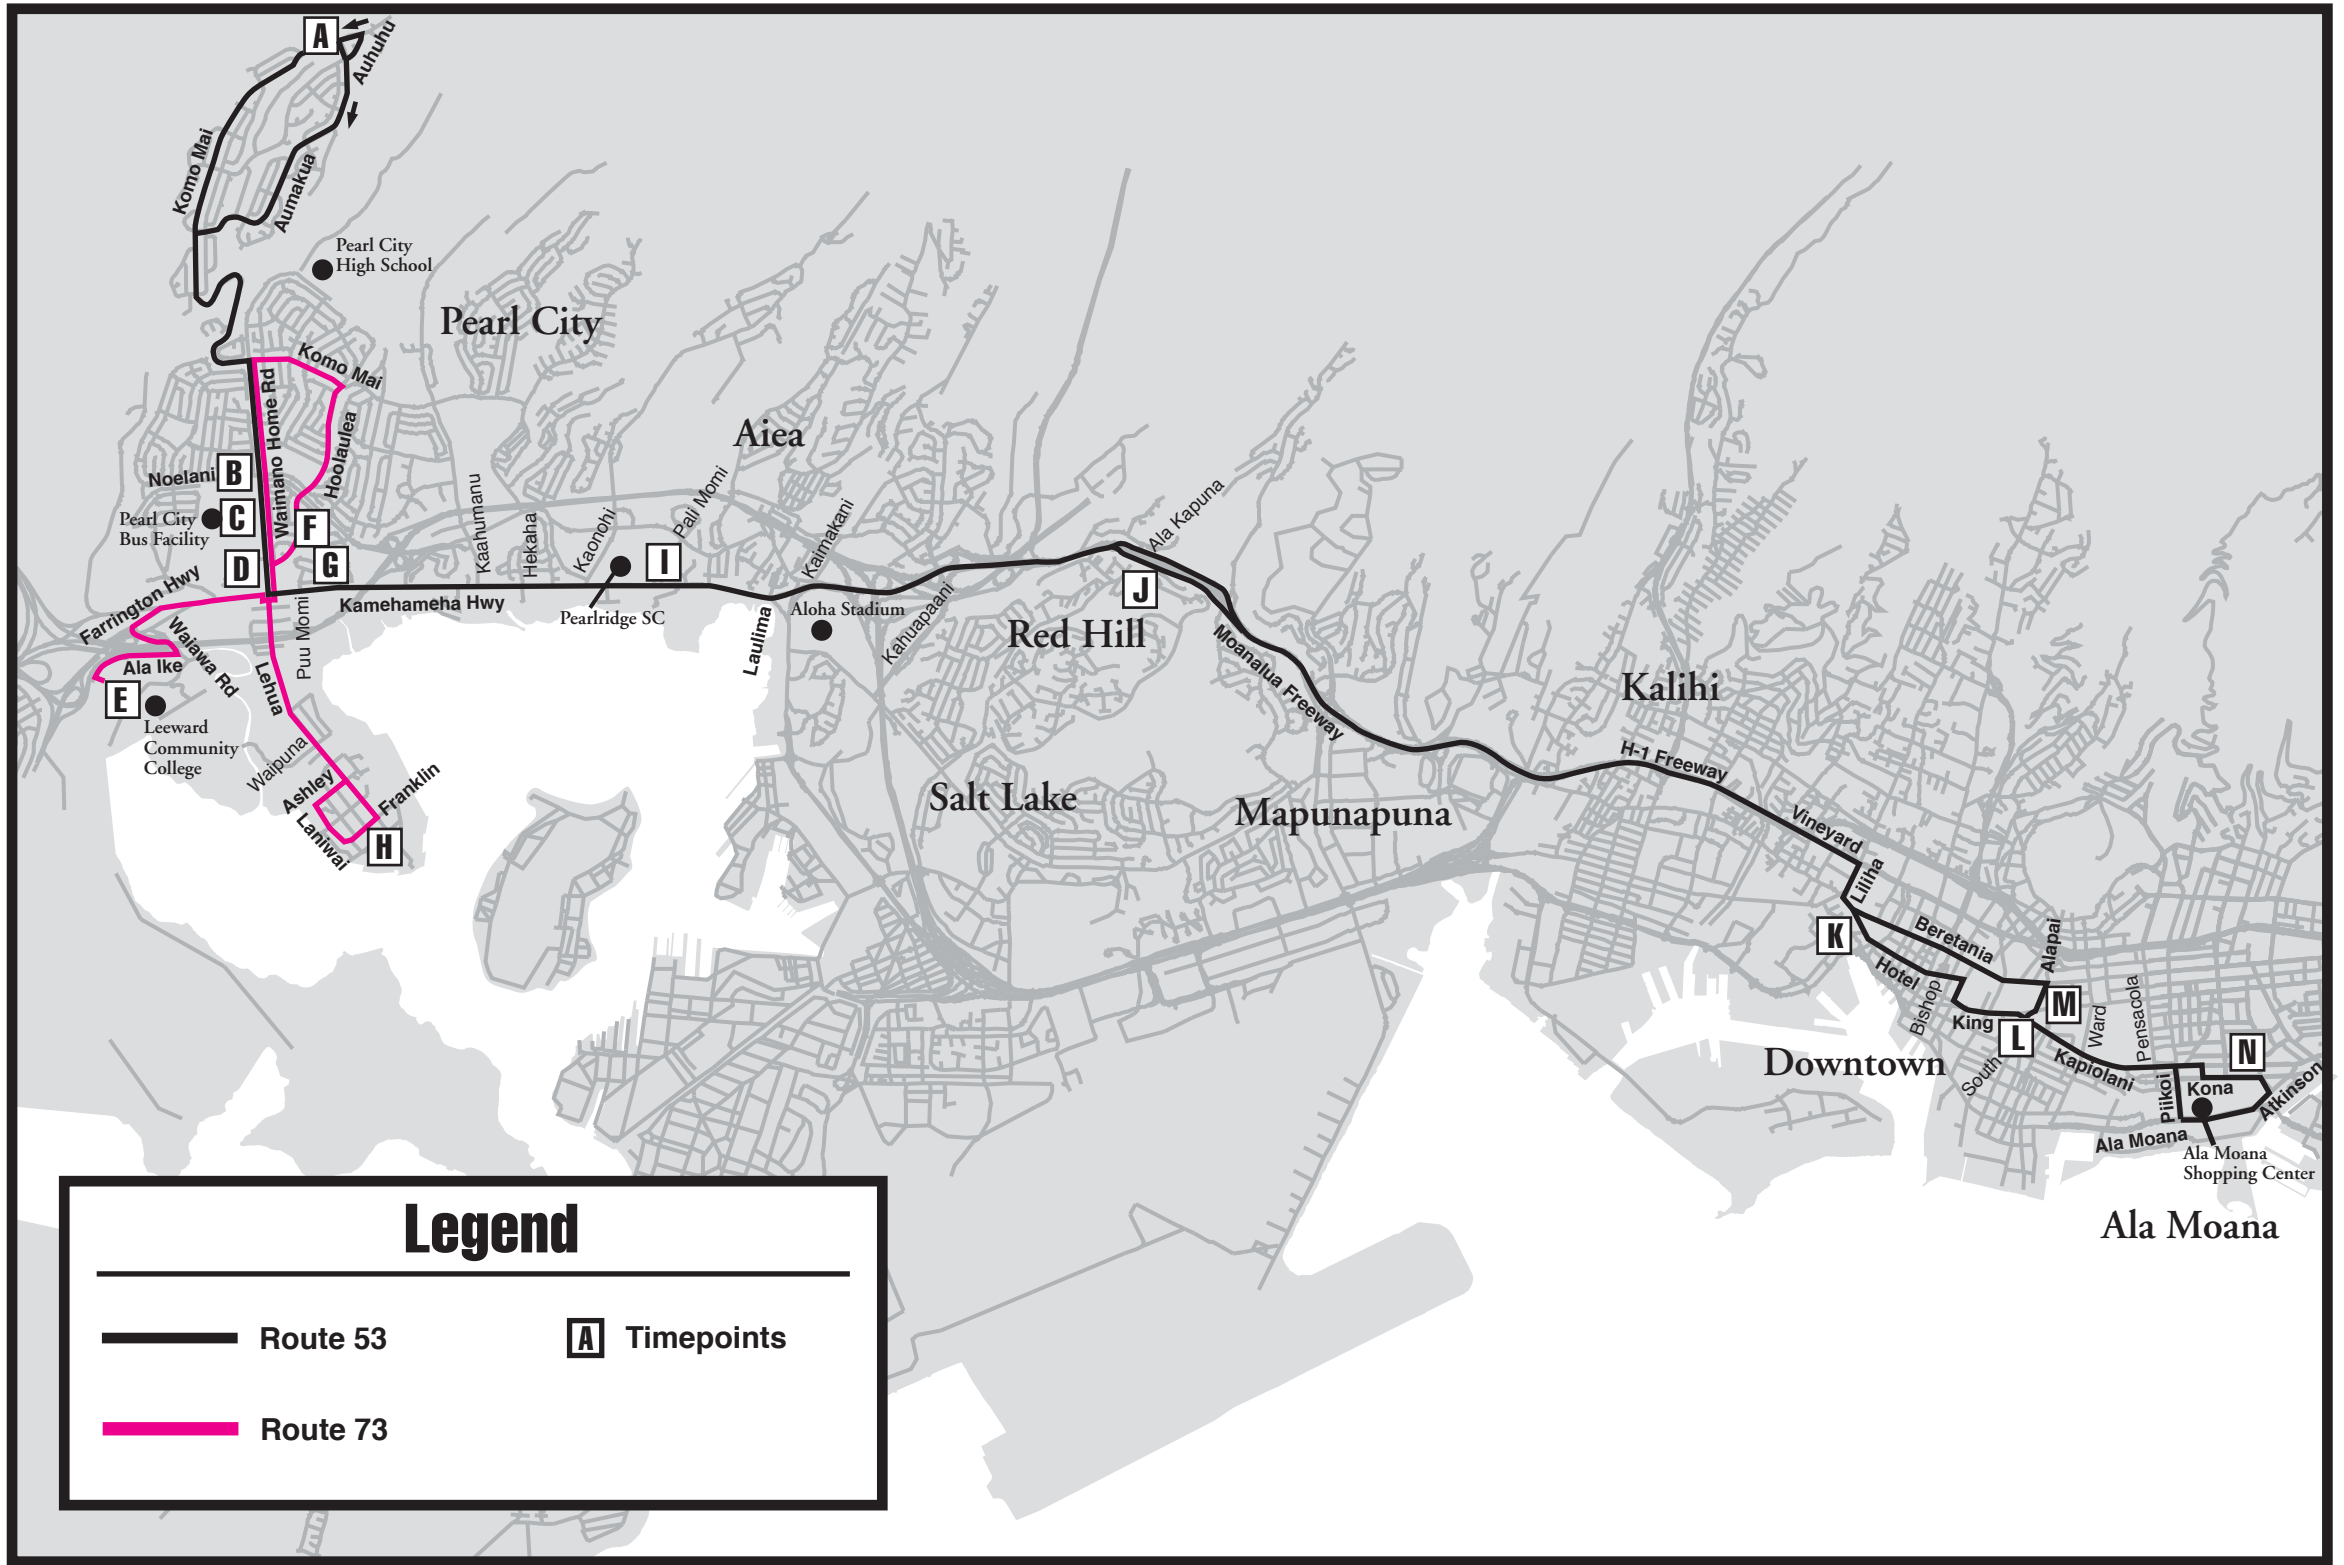 A
Auhuhu
Komo Mai
Aumakua
Pearl City
High School
Pearl City
Komo Mai
Waimano Home Rd
Hoolaulea
Aiea
Noelani
B
Pearl City
Bus Facility
C
F
D
G
Kaahumanu
Hekaha
Kaonohi
I
Pali Momi
Kaimakani
Ala Kapuna
J
Farrington Hwy
Kamehameha Hwy
Pearlridge SC
Aloha Stadium
Kahuapaani
Laulima
Puu Momi
Waiawa Rd
Ala Ike
Lehua
E
Leeward
Community
College
Red Hill
Moanalua Freeway
Kalihi
Waipuna
Ashley
Franklin
Laniwai
H
Salt Lake
Mapunapuna
H-1 Freeway
Vineyard
Liliha
K
Beretania
Alapai
Hotel
Bishop
King
M
L
Ward
Pensacola
N
Downtown
South
Kapiolani
Piikoi
Kona
Atkinson
Ala Moana
Ala Moana
Shopping Center
Ala Moana
Legend
Route 53
A
Timepoints
Route 73